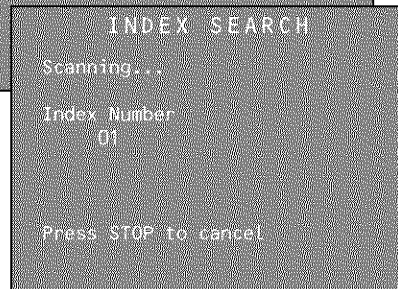 INDEX SEARCH
Scanning...
Index Number
01
Press STOP to cancel